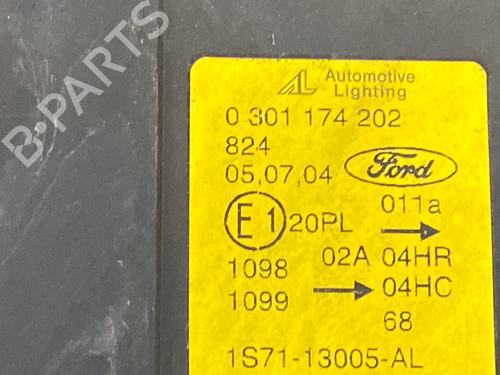 B-PARTS
AL Automotive Lighting
0 301 174 202
824
05,07,04 Ford
E1 20PL 011a
02A 04HR
1098
1099 04HC
68
1S71-13005-AL